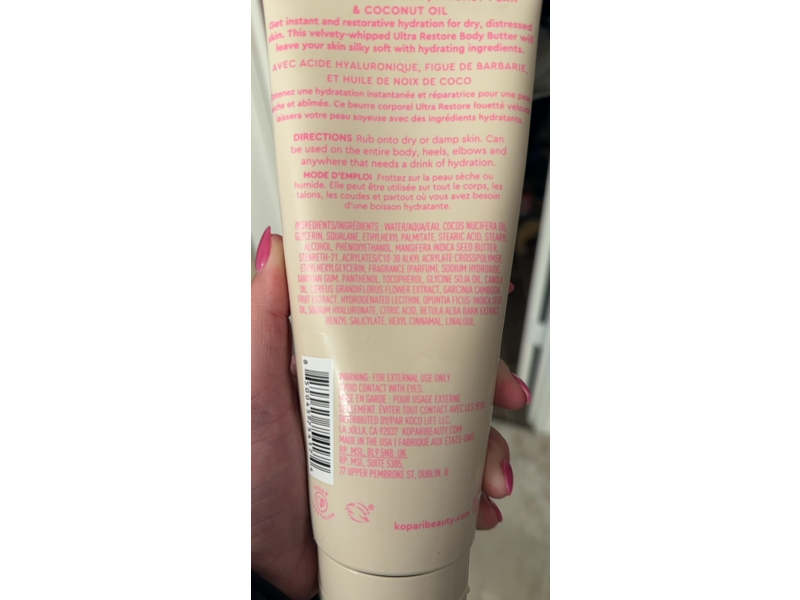 & COCONUT OIL
Get instant and restorative hydration for dry, distressed
skin. This velvety-whipped Ultra Restore Body Butter will
leave your skin silky soft with hydrating ingredients.
AVEC ACIDE HYALURONIQUE, FIGUE DE BARBARIE,
ET HUILE DE NOIX DE COCO
Obtenez une hydratation instantanée et réparatrice pour une peau
sèche et abîmée. Ce beurre corporel Ultra Restore fouetté velouté
laissera votre peau soyeuse avec des ingrédients hydratants.
DIRECTIONS Rub onto dry or damp skin. Can
be used on the entire body, heels, elbows and
anywhere that needs a drink of hydration.
MODE D'EMPLOI Frottez sur la peau sèche ou
humide. Elle peut être utilisée sur tout le corps, les
talons, les coudes et partout où vous avez besoin
d'une boisson hydratante.
INGREDIENTS/INGRÉDIENTS : WATER/AQUA/EAU, COCOS NUCIFERA OIL,
GLYCERIN, SQUALANE, ETHYLHEXYL PALMITATE, STEARIC ACID, STEARYL
ALCOHOL, PHENOXYETHANOL, MANGIFERA INDICA SEED BUTTER,
STEARETH-21, ACRYLATES/C10-30 ALKYL ACRYLATE CROSSPOLYMER,
ETHYLHEXYLGLYCERIN, FRAGRANCE (PARFUM), SODIUM HYDROXIDE,
XANTHAN GUM, PANTHENOL, TOCOPHEROL, GLYCINE SOJA OIL, CANOLA
OIL, CEREUS GRANDIFLORUS FLOWER EXTRACT, GARCINIA CAMBOGIA
FRUIT EXTRACT, HYDROGENATED LECITHIN, OPUNTIA FICUS-INDICA SEED
OIL, SODIUM HYALURONATE, CITRIC ACID, BETULA ALBA BARK EXTRACT,
BENZYL SALICYLATE, HEXYL CINNAMAL, LINALOOL.
WARNING: FOR EXTERNAL USE ONLY.
AVOID CONTACT WITH EYES.
MISE EN GARDE : POUR USAGE EXTERNE
SEULEMENT. ÉVITER TOUT CONTACT AVEC LES YEUX.
DISTRIBUTED BY/PAR KOCO LIFE LLC,
LA JOLLA, CA 92037 KOPARIBEAUTY.COM
MADE IN THE USA | FABRIQUÉ AUX ÉTATS-UNIS
RP: MSL, BL9 5NB, UK.
RP: MSL, SUITE 5385,
27 UPPER PEMBROKE ST, DUBLIN. IE
koparibeauty.com